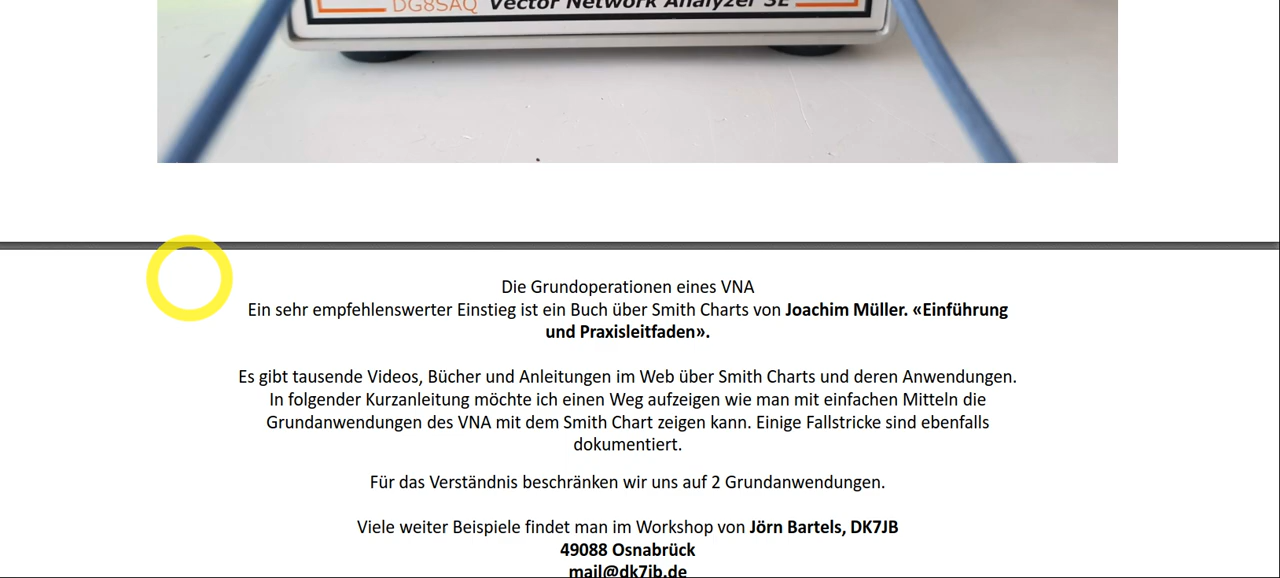 DG8SAQ Vector Network Analyzer SE
Die Grundoperationen eines VNA
Ein sehr empfehlenswerter Einstieg ist ein Buch über Smith Charts von Joachim Müller. «Einführung
und Praxisleitfaden».
Es gibt tausende Videos, Bücher und Anleitungen im Web über Smith Charts und deren Anwendungen.
In folgender Kurzanleitung möchte ich einen Weg aufzeigen wie man mit einfachen Mitteln die
Grundanwendungen des VNA mit dem Smith Chart zeigen kann. Einige Fallstricke sind ebenfalls
dokumentiert.
Für das Verständnis beschränken wir uns auf 2 Grundanwendungen.
Viele weiter Beispiele findet man im Workshop von Jörn Bartels, DK7JB
49088 Osnabrück
mail@dk7jb.de